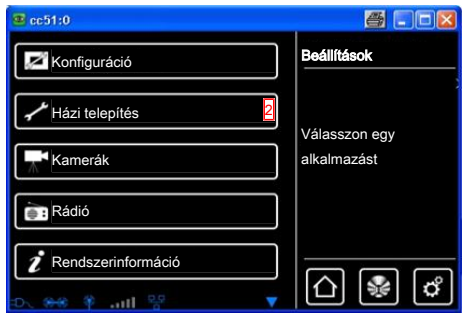 cc51:0
Konfiguráció
Házi telepítés 2
Kamerák
Rádió
Rendszerinformáció
Beállítások
Válasszon egy
alkalmazást